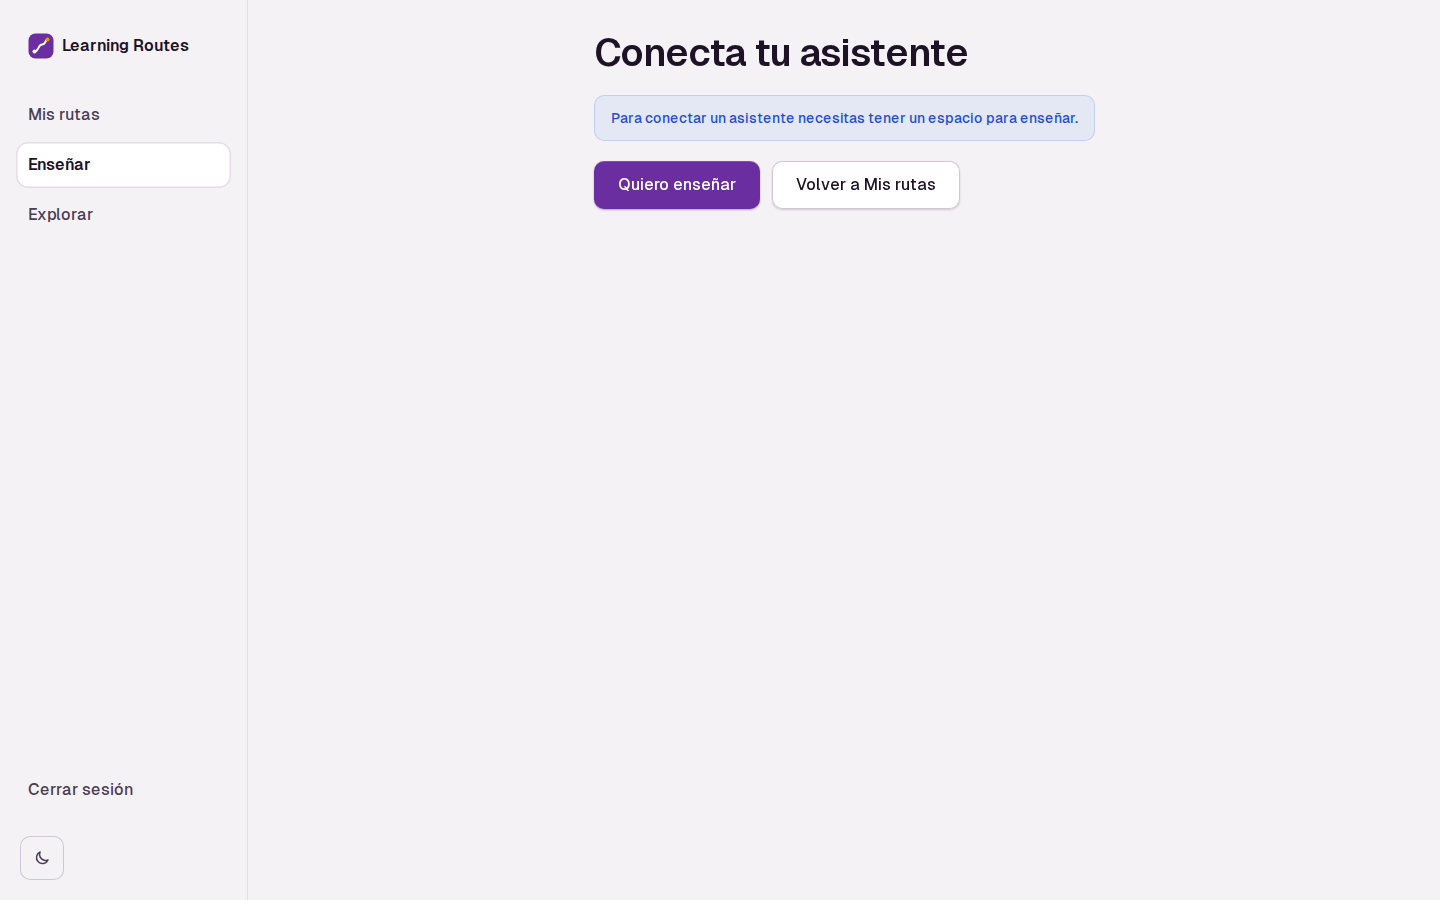 Learning Routes
Mis rutas
Enseñar
Explorar
Cerrar sesión
Conecta tu asistente
Para conectar un asistente necesitas tener un espacio para enseñar.
Quiero enseñar
Volver a Mis rutas